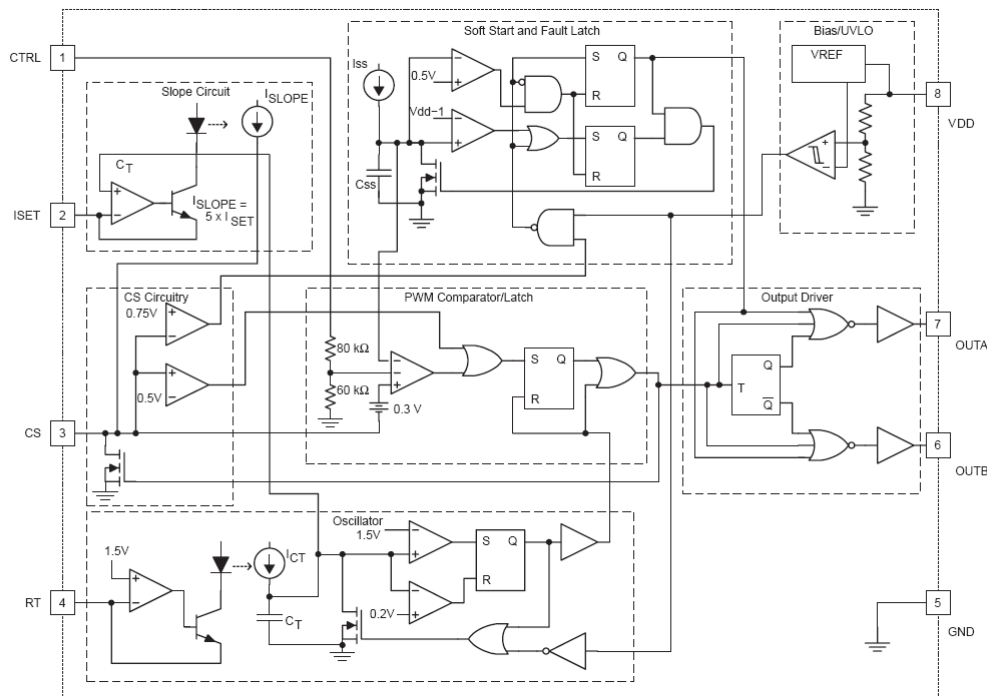 Soft Start and Fault Latch
Bias/UVLO
CTRL
1
Iss
VREF
S Q
0.5V
R
Slope Circuit
ISLOPE
8
VDD
Vdd−1
S Q
R
CT
Css
ISET
2
ISLOPE =
5 x ISET
CS Circuitry
0.75V
PWM Comparator/Latch
Output Driver
7
OUTA
80 kΩ
S Q
R
Q
T
Q
0.5V
60 kΩ
0.3 V
CS
3
6
OUTB
Oscillator
1.5V
S Q
R
1.5V
ICT
RT
4
0.2V
CT
5
GND